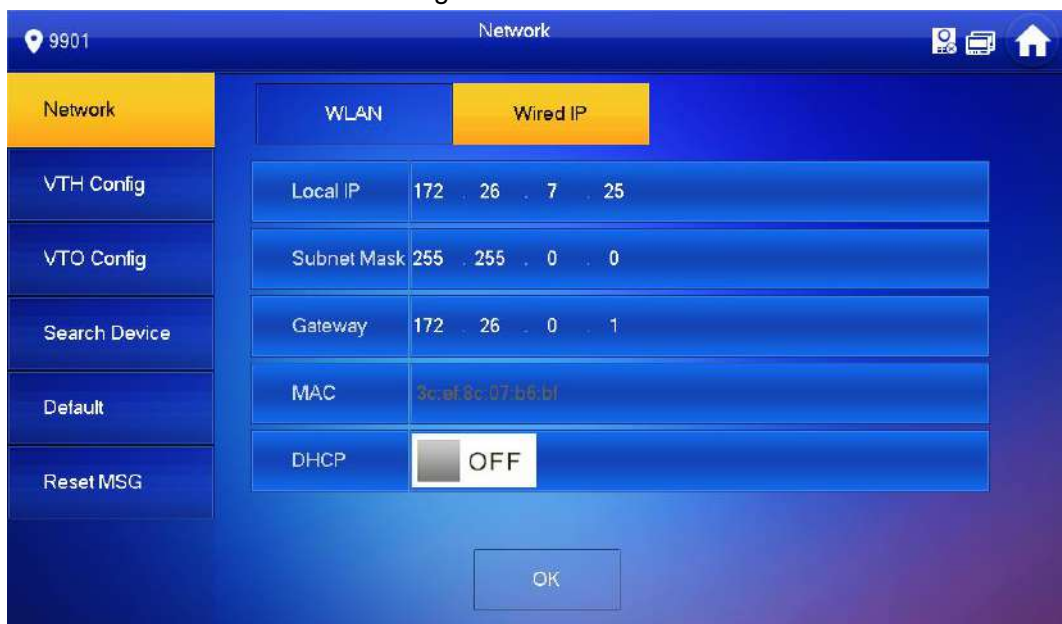 Network
9901
Network
WLAN
Wired IP
VTH Config
Local IP 172 . 26 . 7 . 25
VTO Config
Subnet Mask 255 . 255 . 0 . 0
Search Device
Gateway 172 . 26 . 0 . 1
Default
MAC 3c:ef:8c:07:b6:bf
Reset MSG
DHCP OFF
OK